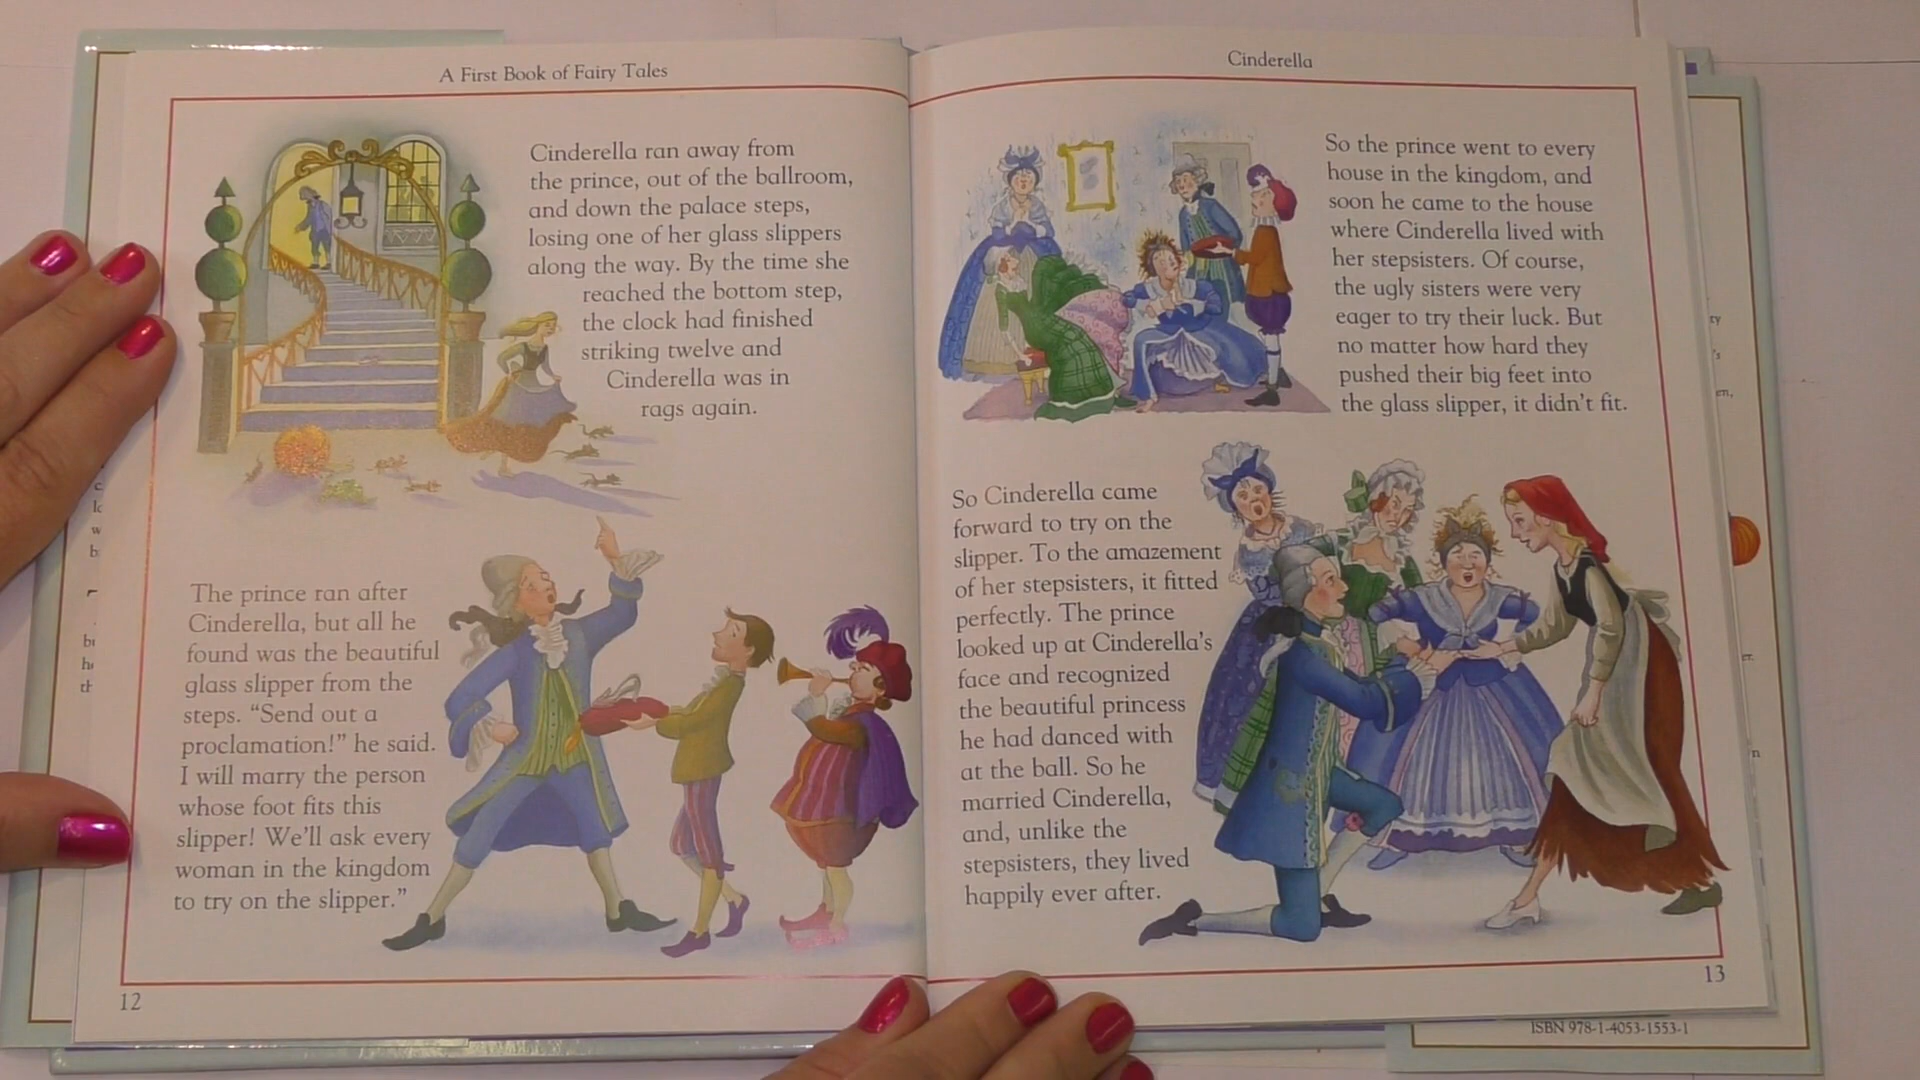 A First Book of Fairy Tales
Cinderella ran away from
the prince, out of the ballroom,
and down the palace steps,
losing one of her glass slippers
along the way. By the time she
reached the bottom step,
the clock had finished
striking twelve and
Cinderella was in
rags again.
The prince ran after
Cinderella, but all he
found was the beautiful
glass slipper from the
steps. “Send out a
proclamation!” he said.
I will marry the person
whose foot fits this
slipper! We’ll ask every
woman in the kingdom
to try on the slipper.”
12
Cinderella
So the prince went to every
house in the kingdom, and
soon he came to the house
where Cinderella lived with
her stepsisters. Of course,
the ugly sisters were very
eager to try their luck. But
no matter how hard they
pushed their big feet into
the glass slipper, it didn’t fit.
So Cinderella came
forward to try on the
slipper. To the amazement
of her stepsisters, it fitted
perfectly. The prince
looked up at Cinderella’s
face and recognized
the beautiful princess
he had danced with
at the ball. So he
married Cinderella,
and, unlike the
stepsisters, they lived
happily ever after.
13
ISBN 978-1-4053-1553-1